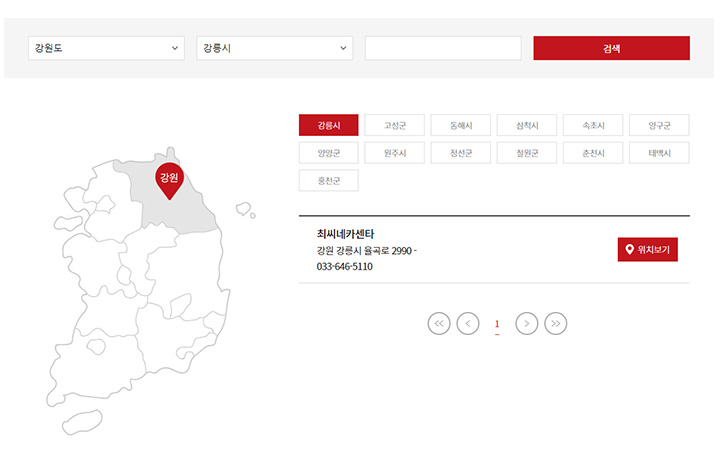 강원도 강릉시 검색
강릉시 고성군 동해시 삼척시 속초시 양구군
강원
양양군 원주시 정선군 철원군 춘천시 태백시
홍천군
최씨네카센타
강원 강릉시 율곡로 2990 -
위치보기
033-646-5110
1